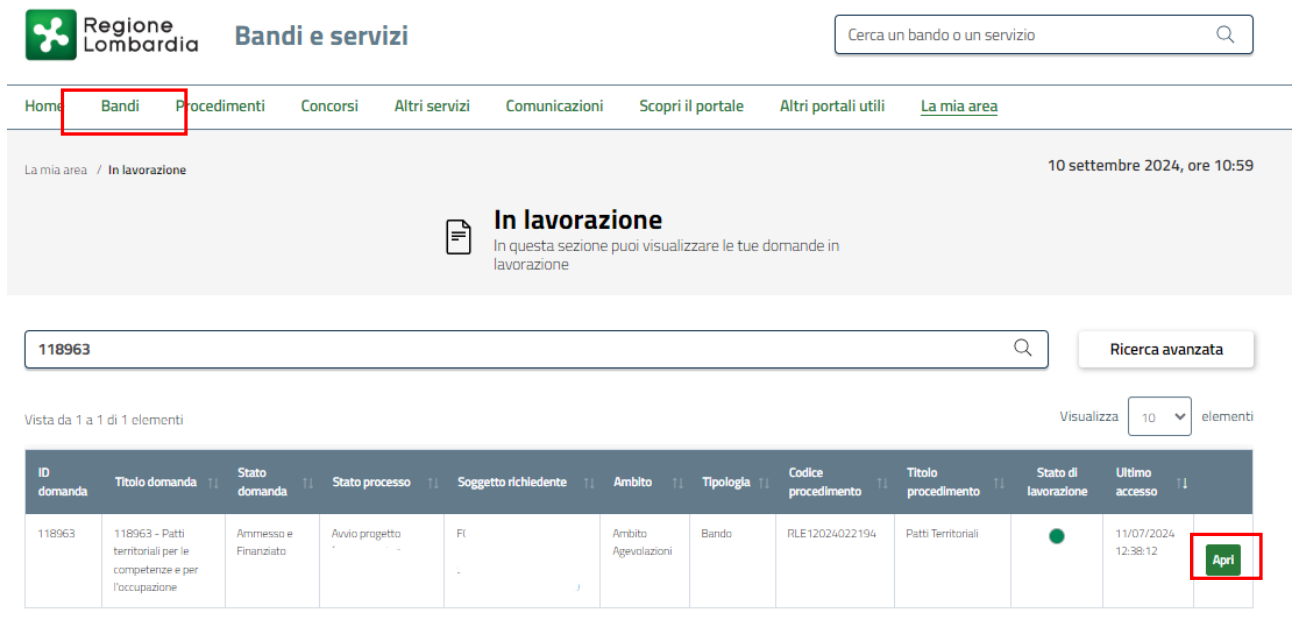 Regione
Lombardia
Bandi e servizi
Cerca un bando o un servizio
Home Bandi Procedimenti Concorsi Altri servizi Comunicazioni Scopri il portale Altri portali utili La mia area
La mia area / In lavorazione
10 settembre 2024, ore 10:59
In lavorazione
In questa sezione puoi visualizzare le tue domande in
lavorazione
118963
Ricerca avanzata
Vista da 1 a 1 di 1 elementi
Visualizza 10 elementi
ID domanda Titolo domanda Stato domanda Stato processo Soggetto richiedente Ambito Tipologia Codice procedimento Titolo procedimento Stato di lavorazione Ultimo accesso
118963 118963 - Patti Ammesso e Avvio progetto Ambito Bando RLE12024022194 Patti Territoriali 11/07/2024
territoriali per le Finanziato Agevolazioni 12:38:12
competenze e per
l'occupazione
Apri